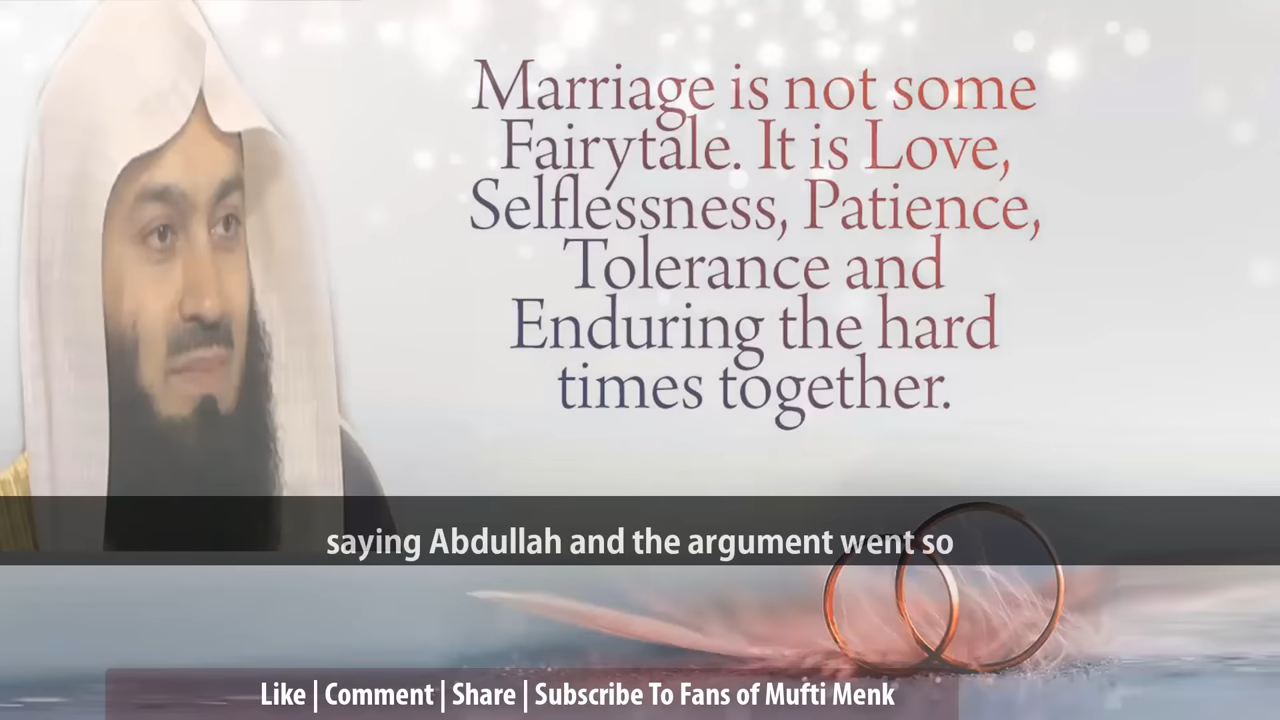 Marriage is not some
Fairytale. It is Love,
Selflessness, Patience,
Tolerance and
Enduring the hard
times together.
saying Abdullah and the argument went so
Like | Comment | Share | Subscribe To Fans of Mufti Menk